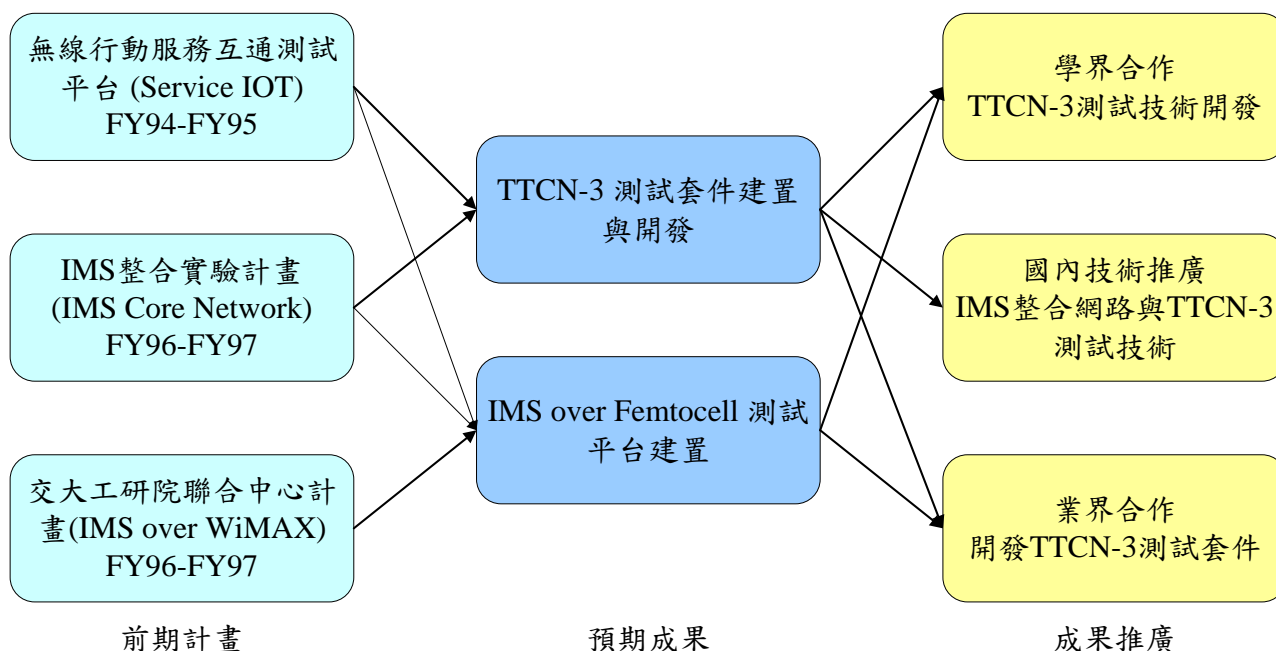 無線行動服務互通測試
平台 (Service IOT)
FY94-FY95
IMS整合實驗計畫
(IMS Core Network)
FY96-FY97
交大工研院聯合中心計
畫(IMS over WiMAX)
FY96-FY97
前期計畫
TTCN-3 測試套件建置
與開發
IMS over Femtocell 測試
平台建置
預期成果
學界合作
TTCN-3測試技術開發
國內技術推廣
IMS整合網路與TTCN-3
測試技術
業界合作
開發TTCN-3測試套件
成果推廣